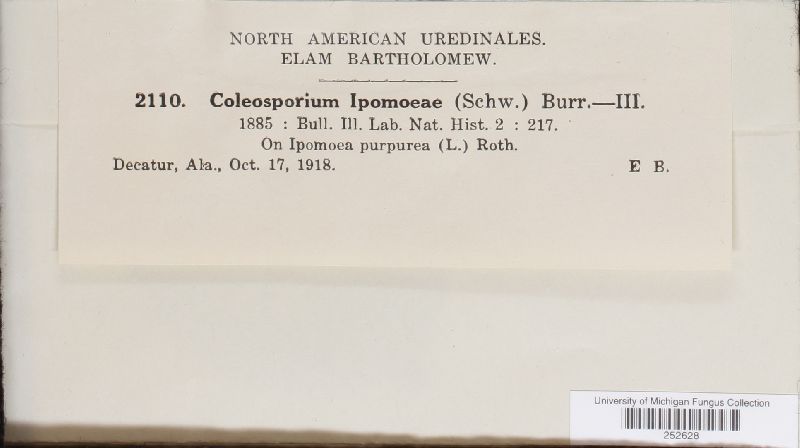 NORTH AMERICAN UREDINALES.
ELAM BARTHOLOMEW.
2110. Coleosporium Ipomoeae (Schw.) Burr.—III.
1885 : Bull. Ill. Lab. Nat. Hist. 2 : 217.
On Ipomoea purpurea (L.) Roth.
Decatur, Ala., Oct. 17, 1918. E B.
University of Michigan Fungus Collection
252628